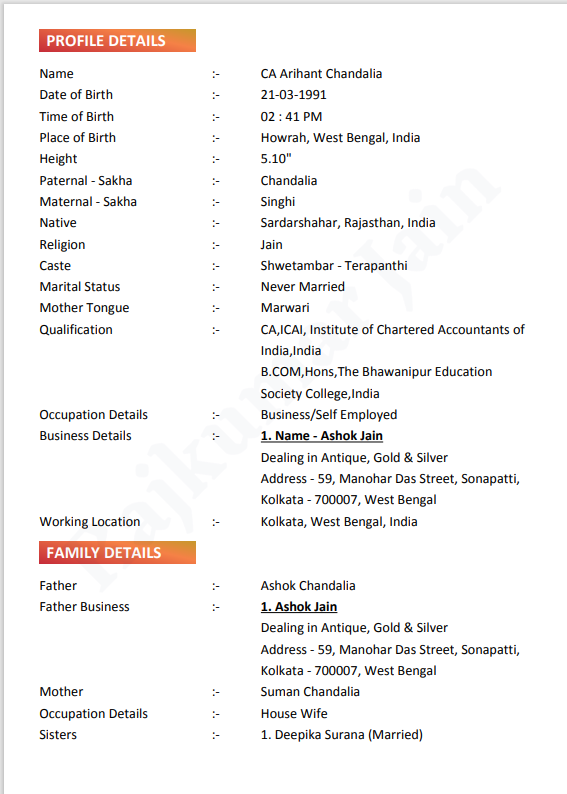 PROFILE DETAILS
Name :- CA Arihant Chandalia
Date of Birth :- 21-03-1991
Time of Birth :- 02 : 41 PM
Place of Birth :- Howrah, West Bengal, India
Height :- 5.10"
Paternal - Sakha :- Chandalia
Maternal - Sakha :- Singhi
Native :- Sardarshahar, Rajasthan, India
Religion :- Jain
Caste :- Shwetambar - Terapanthi
Marital Status :- Never Married
Mother Tongue :- Marwari
Qualification :- CA,ICAI, Institute of Chartered Accountants of
India,India
B.COM,Hons,The Bhawanipur Education
Society College,India
Occupation Details :- Business/Self Employed
Business Details :- 1. Name - Ashok Jain
Dealing in Antique, Gold & Silver
Address - 59, Manohar Das Street, Sonapatti,
Kolkata - 700007, West Bengal
Working Location :- Kolkata, West Bengal, India
FAMILY DETAILS
Father :- Ashok Chandalia
Father Business :- 1. Ashok Jain
Dealing in Antique, Gold & Silver
Address - 59, Manohar Das Street, Sonapatti,
Kolkata - 700007, West Bengal
Mother :- Suman Chandalia
Occupation Details :- House Wife
Sisters :- 1. Deepika Surana (Married)
Rajkumar Jain